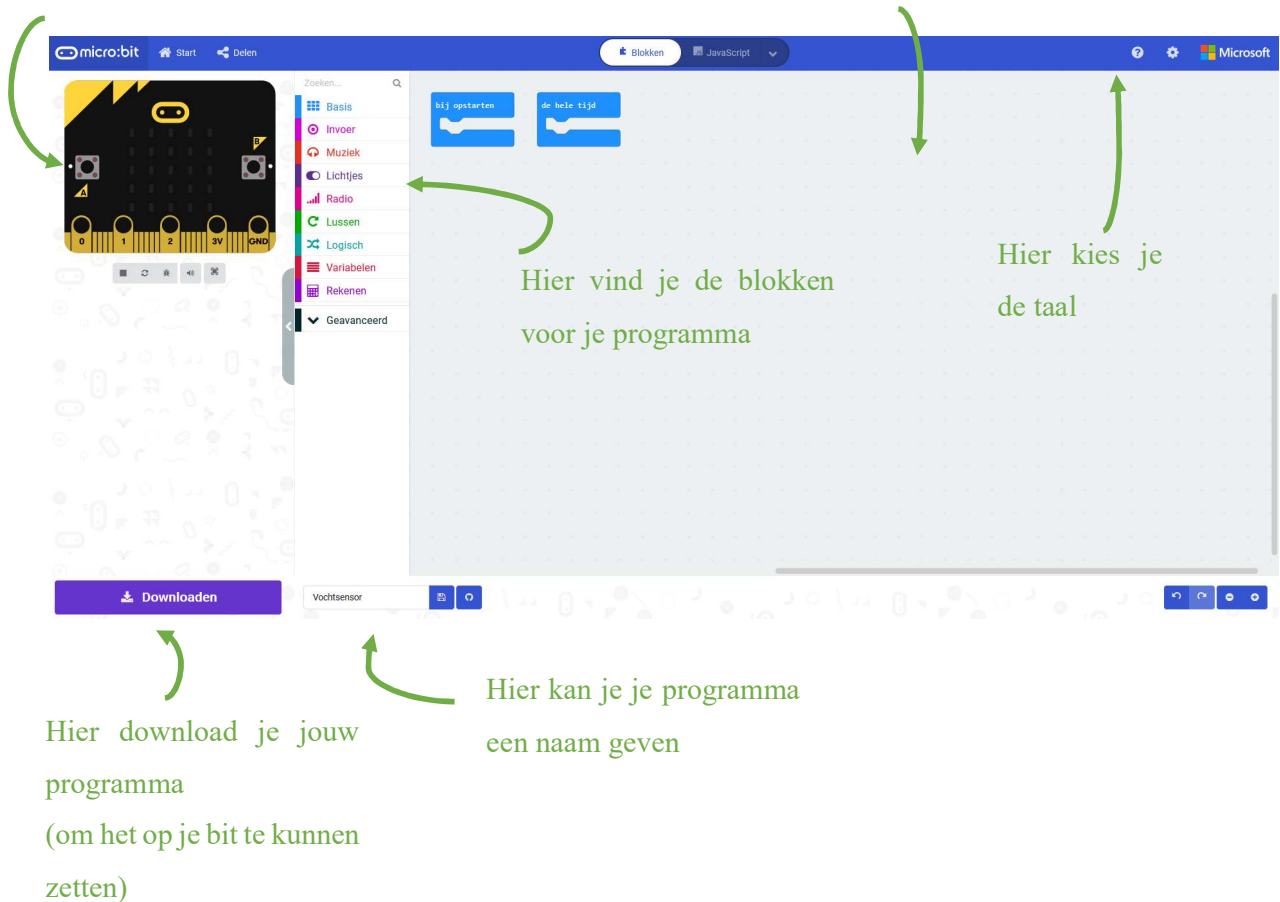 micro:bit Start Delen Blokken JavaScript Microsoft
Zoeken...
Basis
Invoer
Muziek
Lichtjes
Radio
Lussen
Logisch
Variabelen
Rekenen
Geavanceerd
bij opstarten
de hele tijd
B
A
0 1 2 3V GND
Hier vind je de blokken
voor je programma
Hier kies je
de taal
Downloaden
Vochtsensor
Hier kan je je programma
een naam geven
Hier download je jouw
programma
(om het op je bit te kunnen
zetten)